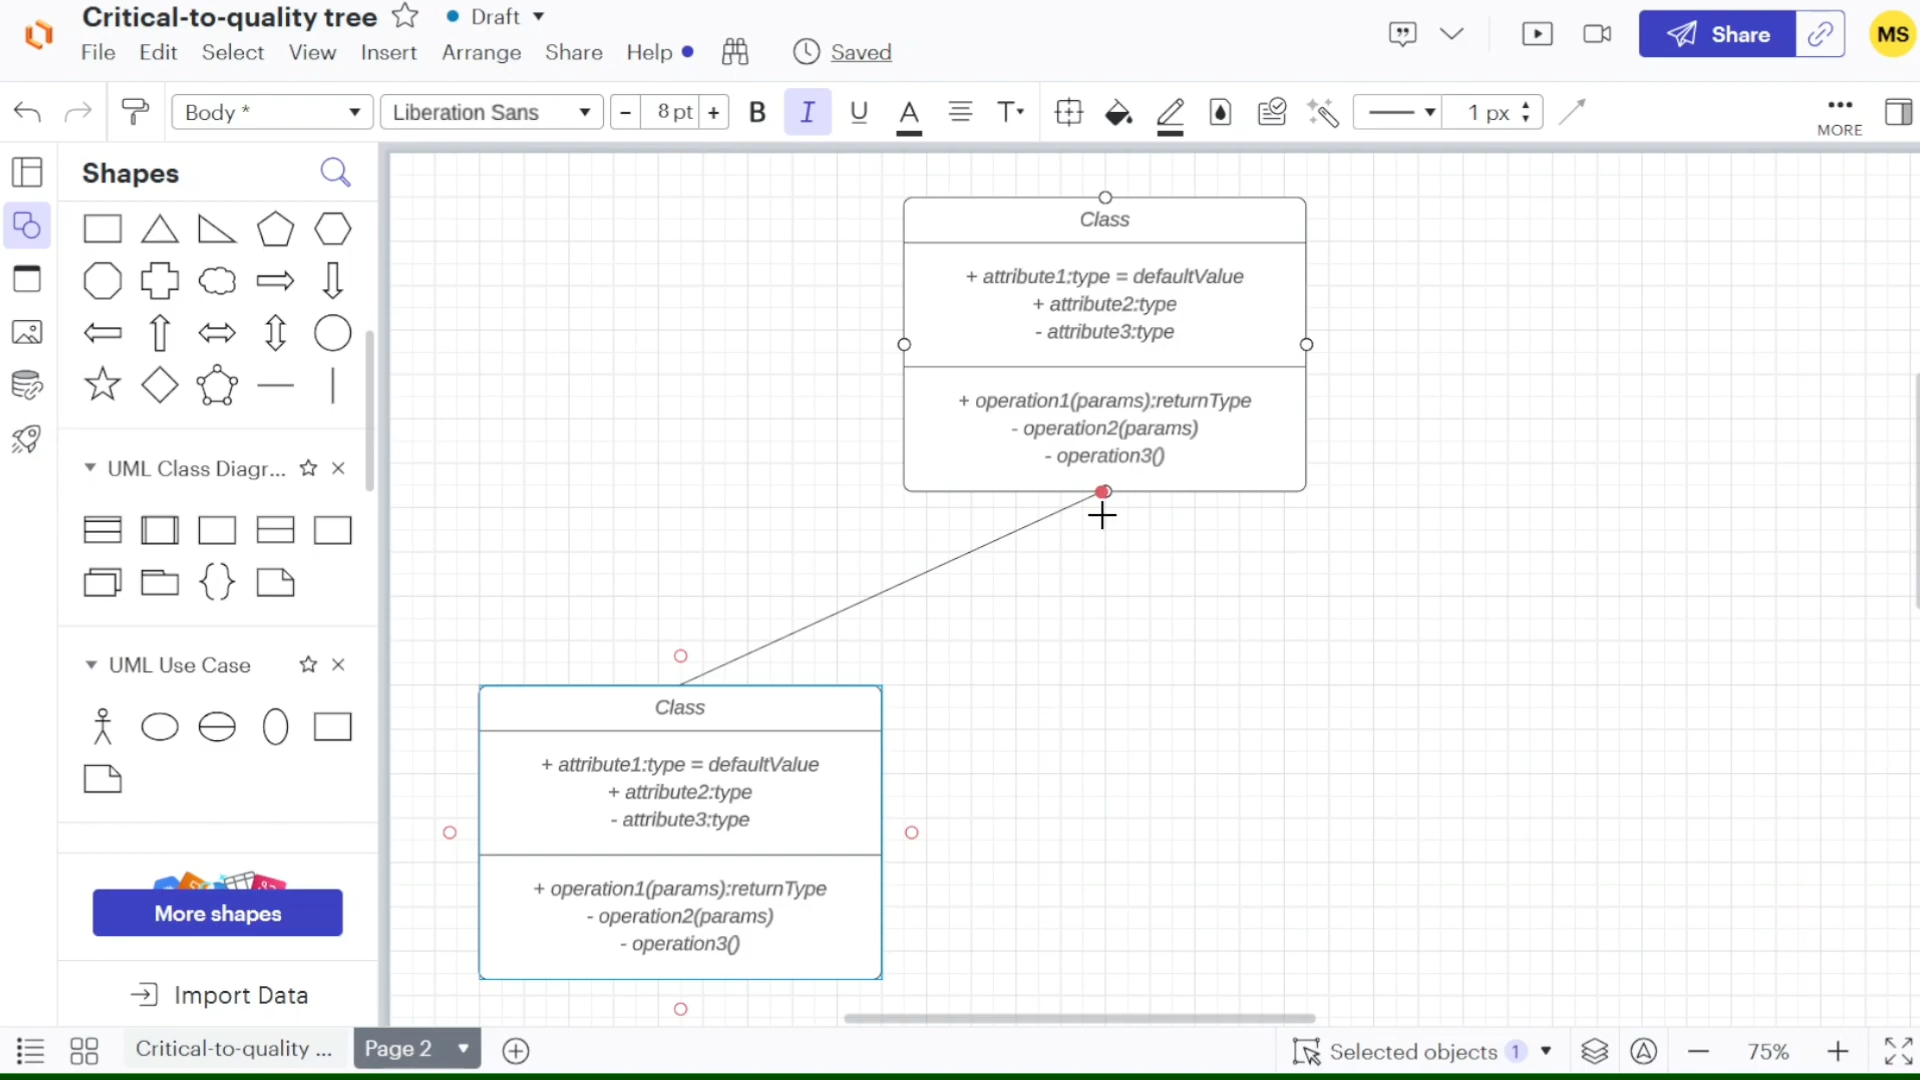 Critical-to-quality tree
Draft
File Edit Select View Insert Arrange Share Help
Saved
Share
MS
Body *
Liberation Sans
- 8 pt +
B I U A T
1 px
MORE
Shapes
UML Class Diagr...
UML Use Case
More shapes
Import Data
Class
+ attribute1:type = defaultValue
+ attribute2:type
- attribute3:type
+ operation1(params):returnType
- operation2(params)
- operation3()
Class
+ attribute1:type = defaultValue
+ attribute2:type
- attribute3:type
+ operation1(params):returnType
- operation2(params)
- operation3()
Critical-to-quality ...
Page 2
Selected objects 1
75%